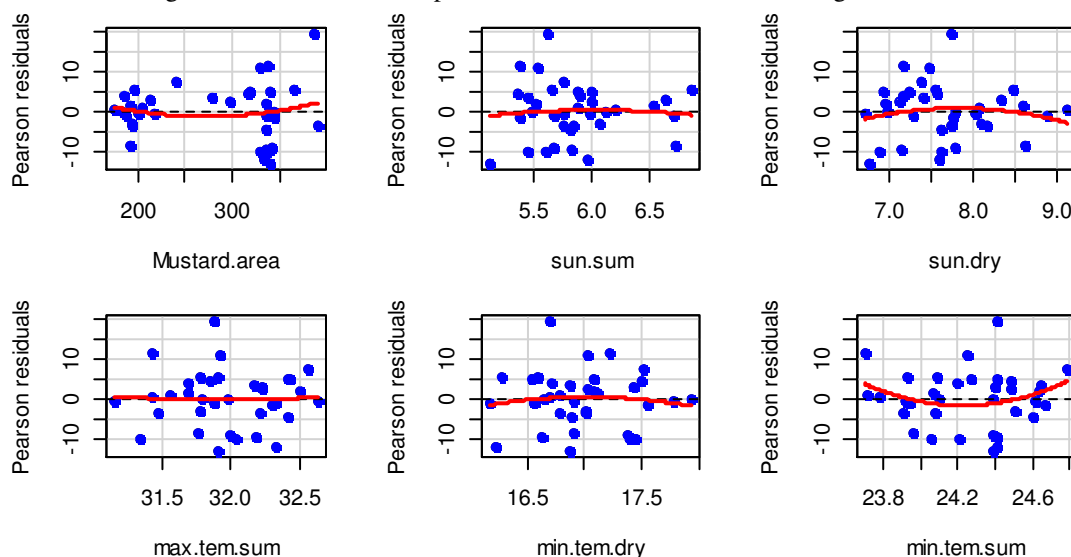 Pearson residuals
-10 0 10
200 300
Mustard.area
Pearson residuals
-10 0 10
5.5 6.0 6.5
sun.sum
Pearson residuals
-10 0 10
7.0 8.0 9.0
sun.dry
Pearson residuals
-10 0 10
31.5 32.0 32.5
max.tem.sum
Pearson residuals
-10 0 10
16.5 17.5
min.tem.dry
Pearson residuals
-10 0 10
23.8 24.2 24.6
min.tem.sum